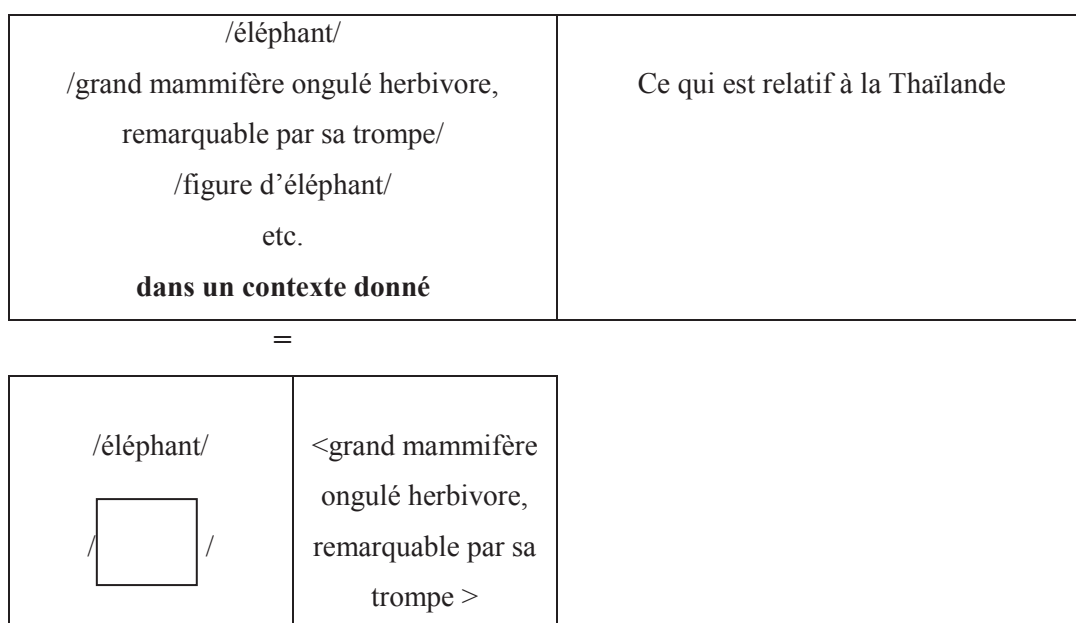 /éléphant/
/grand mammifère ongulé herbivore,
remarquable par sa trompe/
/figure d’éléphant/
etc.
dans un contexte donné
Ce qui est relatif à la Thaïlande
=
/éléphant/
/ /
<grand mammifère
ongulé herbivore,
remarquable par sa
trompe >